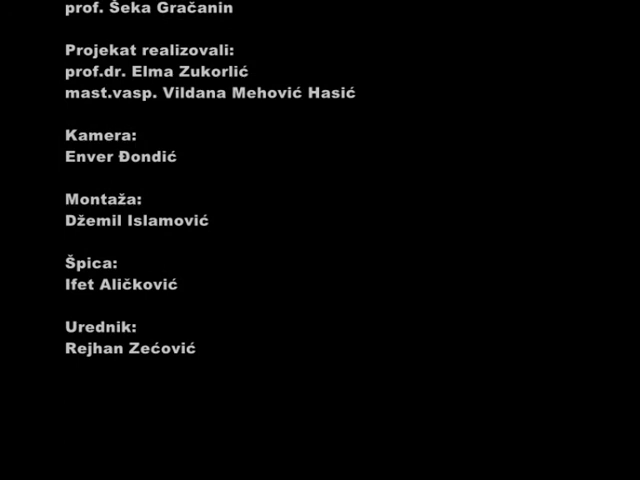 prof. Šeka Gračanin
Projekat realizovali:
prof.dr. Elma Zukorlić
mast.vasp. Vildana Mehović Hasić
Kamera:
Enver Đondić
Montaža:
Džemil Islamović
Špica:
Ifet Aličković
Urednik:
Rejhan Zećović